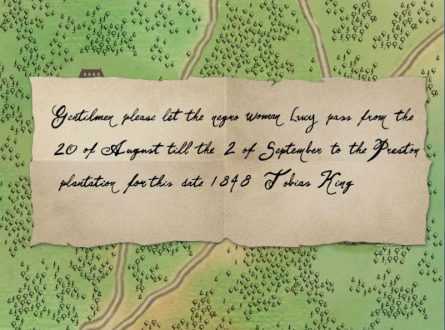 Gentilmen please let the negro woman Lucy pass from the
20 of August till the 2 of September to the Preston
plantation for this date 1848 Tobias King